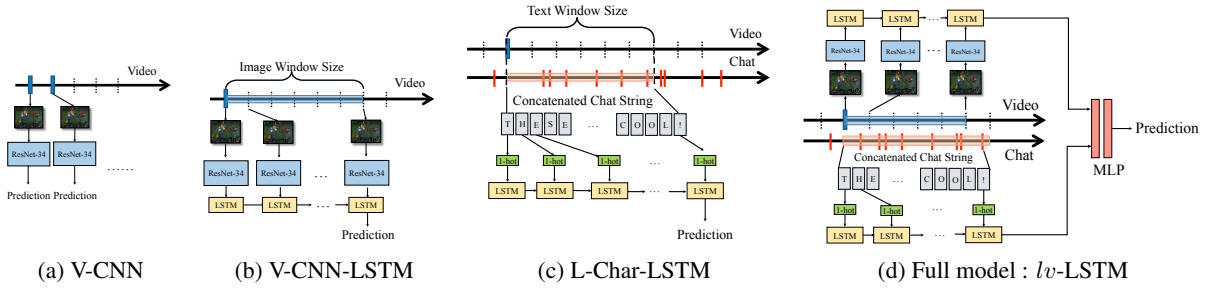 Video
ResNet-34
ResNet-34
......
Prediction Prediction
(a) V-CNN
Image Window Size
Video
ResNet-34 ResNet-34 ... ResNet-34
LSTM LSTM ... LSTM
Prediction
(b) V-CNN-LSTM
Text Window Size
Video
Chat
Concatenated Chat String
T H E S E ... C O O L !
1-hot 1-hot 1-hot 1-hot
LSTM LSTM LSTM ... LSTM
Prediction
(c) L-Char-LSTM
LSTM LSTM ... LSTM
ResNet-34 ResNet-34 ... ResNet-34
Video
Chat
Concatenated Chat String
T H E ... C O O L !
1-hot 1-hot ... 1-hot
LSTM LSTM ... LSTM
MLP
Prediction
(d) Full model : lv-LSTM